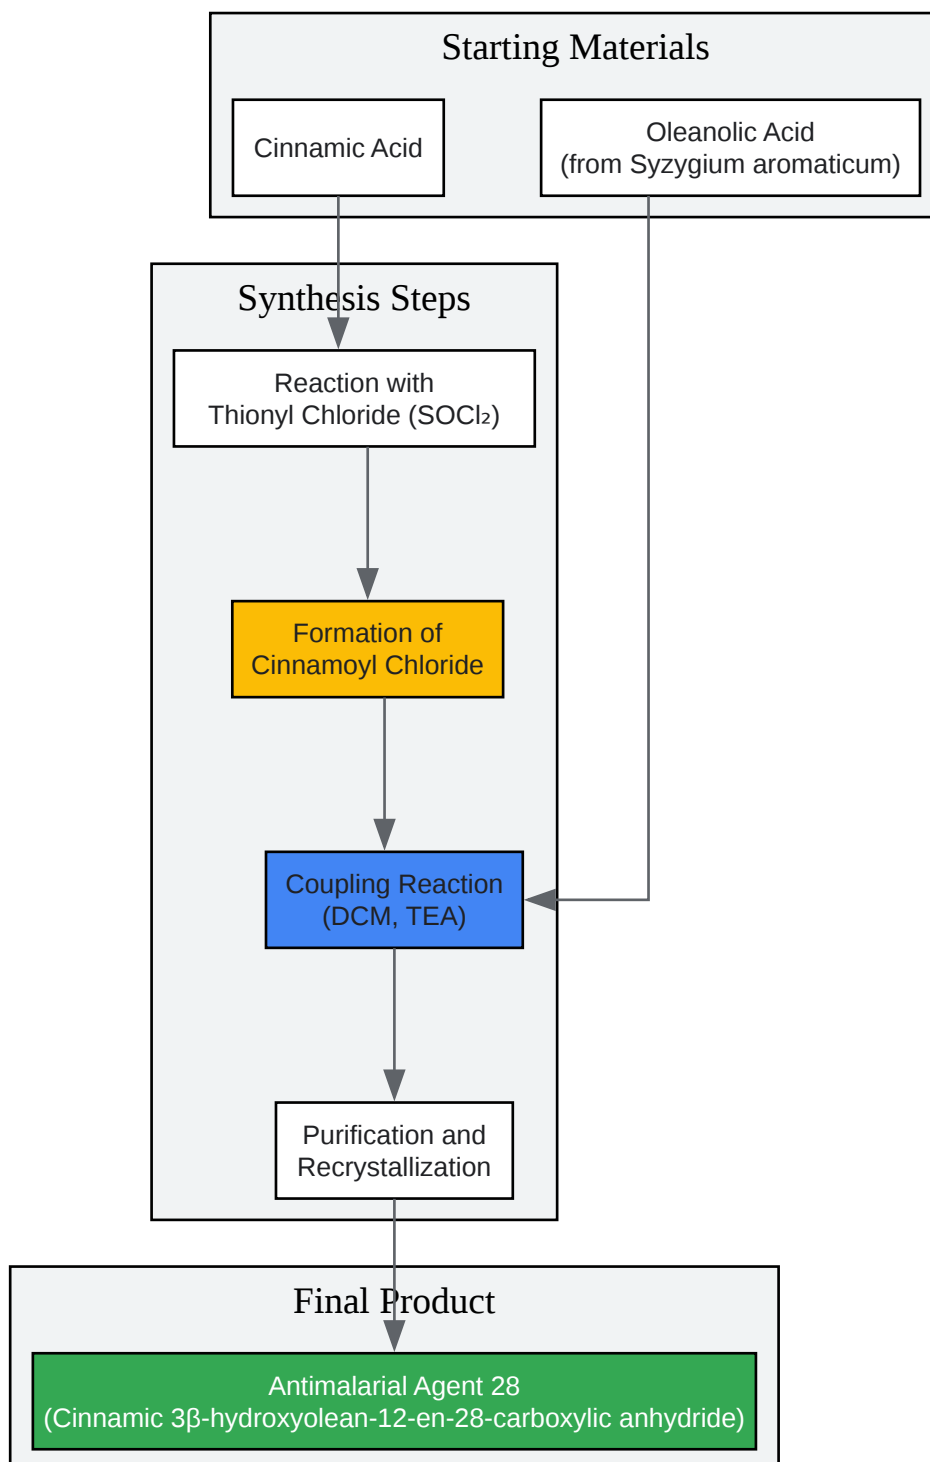 Starting Materials
Cinnamic Acid
Oleanolic Acid
(from Syzygium aromaticum)
Synthesis Steps
Reaction with
Thionyl Chloride (SOCl₂)
Formation of
Cinnamoyl Chloride
Coupling Reaction
(DCM, TEA)
Purification and
Recrystallization
Final Product
Antimalarial Agent 28
(Cinnamic 3β-hydroxyolean-12-en-28-carboxylic anhydride)